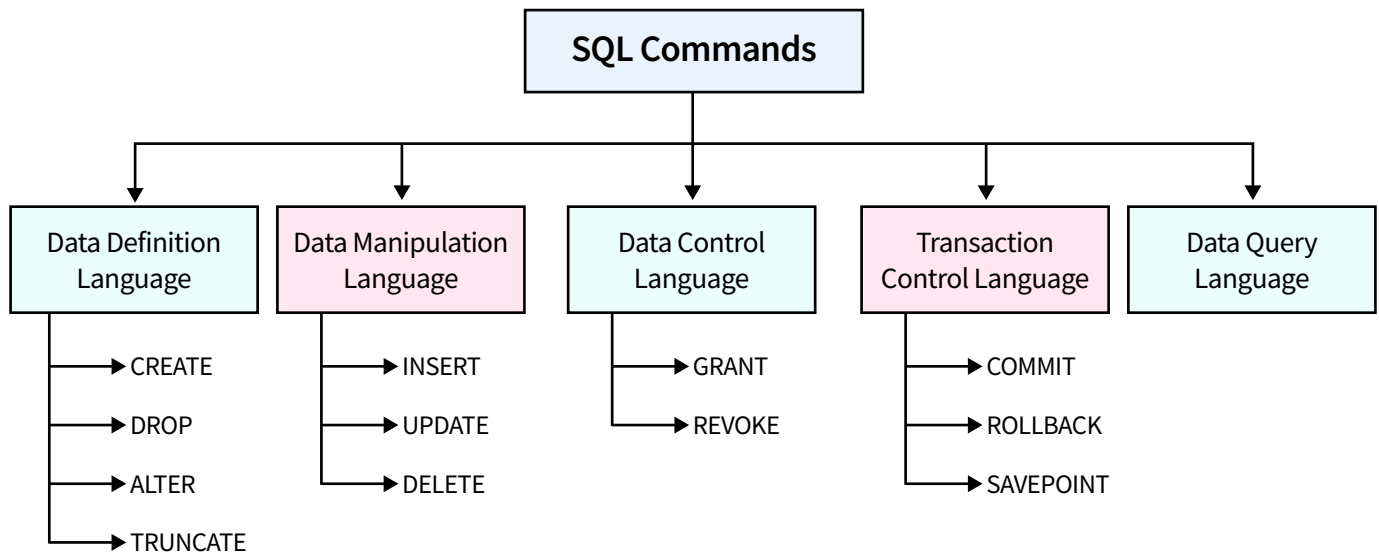 SQL Commands
Data Definition
Language
Data Manipulation
Language
Data Control
Language
Transaction
Control Language
Data Query
Language
CREATE
DROP
ALTER
TRUNCATE
INSERT
UPDATE
DELETE
GRANT
REVOKE
COMMIT
ROLLBACK
SAVEPOINT